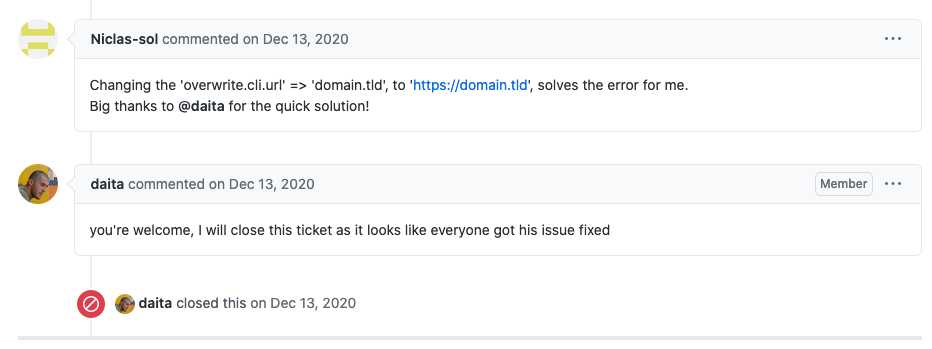 Niclas-sol commented on Dec 13, 2020
Changing the 'overwrite.cli.url' => 'domain.tld', to 'https://domain.tld', solves the error for me.
Big thanks to @daita for the quick solution!
daita commented on Dec 13, 2020 Member
you're welcome, I will close this ticket as it looks like everyone got his issue fixed
daita closed this on Dec 13, 2020